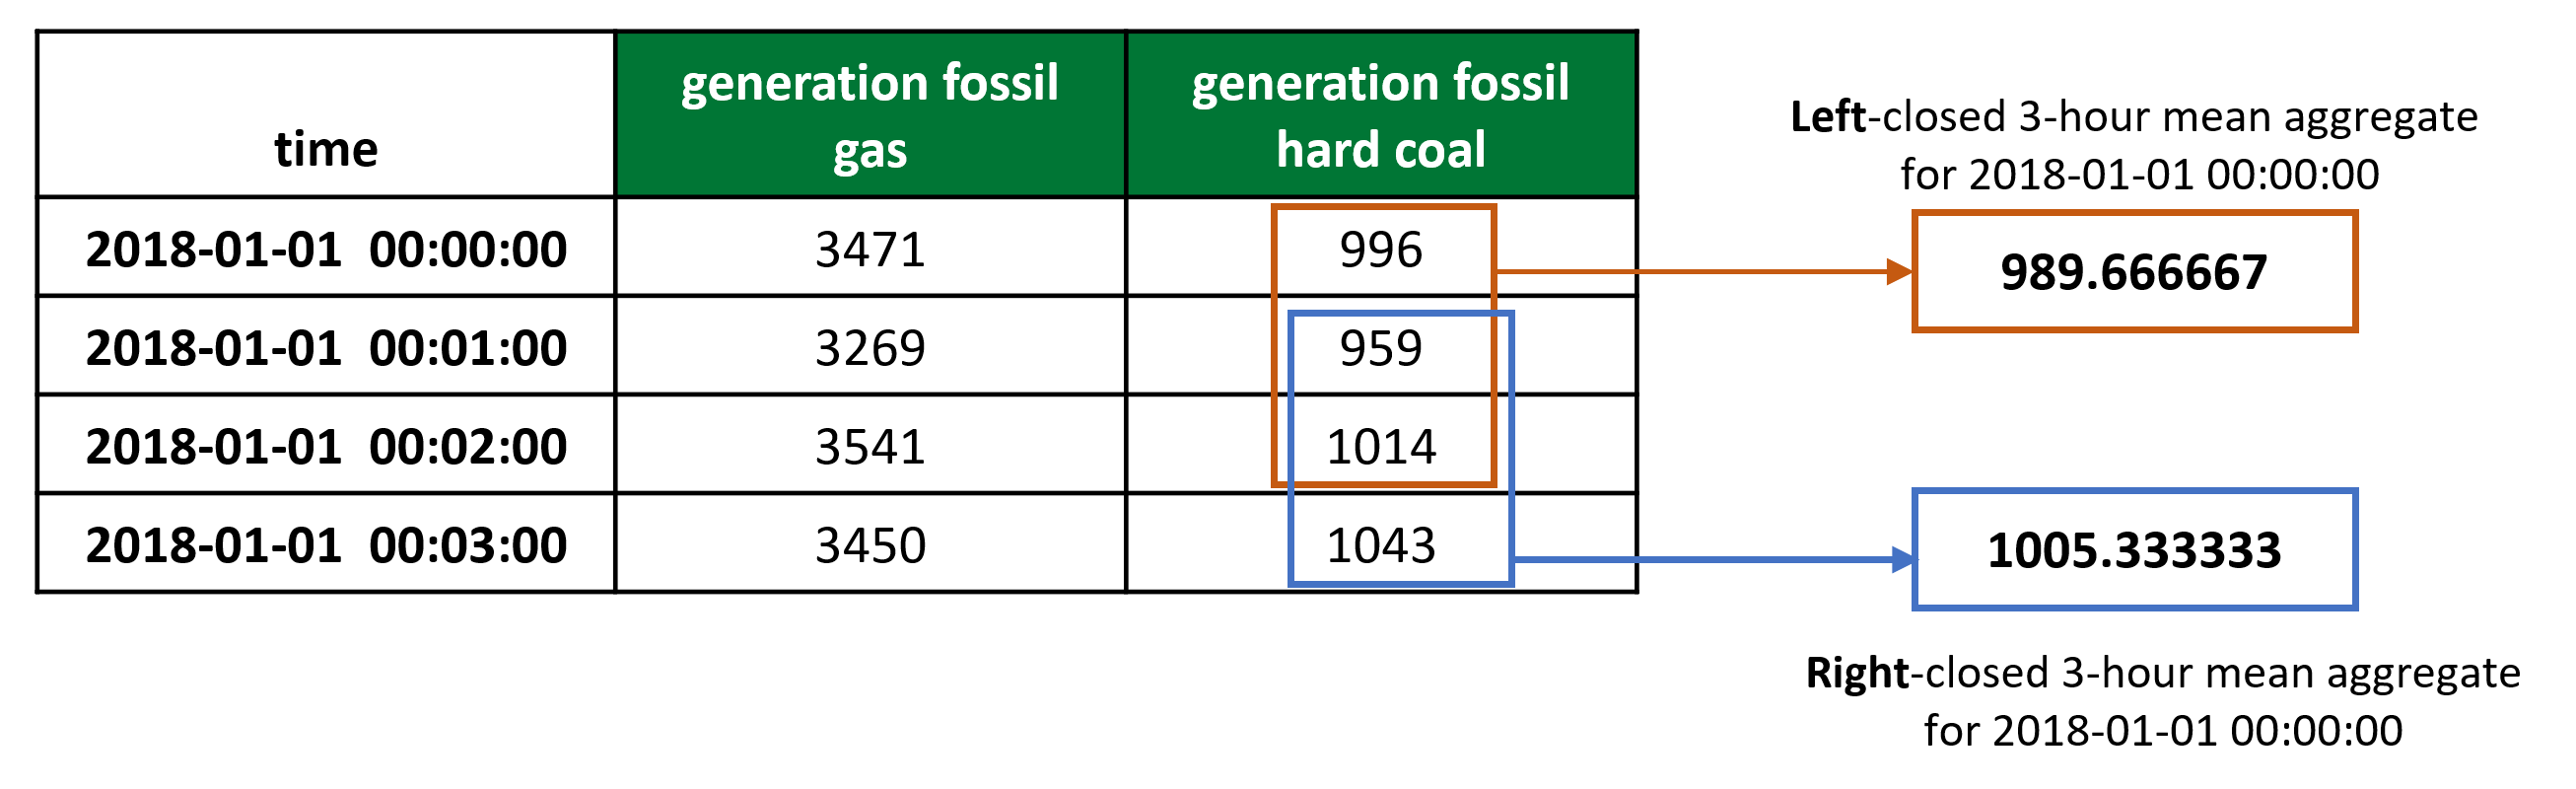 time
generation fossil
gas
generation fossil
hard coal
2018-01-01 00:00:00
3471
996
2018-01-01 00:01:00
3269
959
2018-01-01 00:02:00
3541
1014
2018-01-01 00:03:00
3450
1043
Left-closed 3-hour mean aggregate
for 2018-01-01 00:00:00
989.666667
1005.333333
Right-closed 3-hour mean aggregate
for 2018-01-01 00:00:00